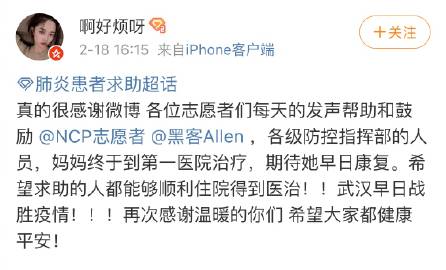 啊好烦呀
2-18 16:15 来自iPhone客户端
+关注
肺炎患者求助超话
真的很感谢微博 各位志愿者们每天的发声帮助和鼓
励 @NCP志愿者 @黑客Allen ，各级防控指挥部的人
员，妈妈终于到第一医院治疗，期待她早日康复。希
望求助的人都能够顺利住院得到医治！！武汉早日战
胜疫情！！！再次感谢温暖的你们 希望大家都健康
平安！